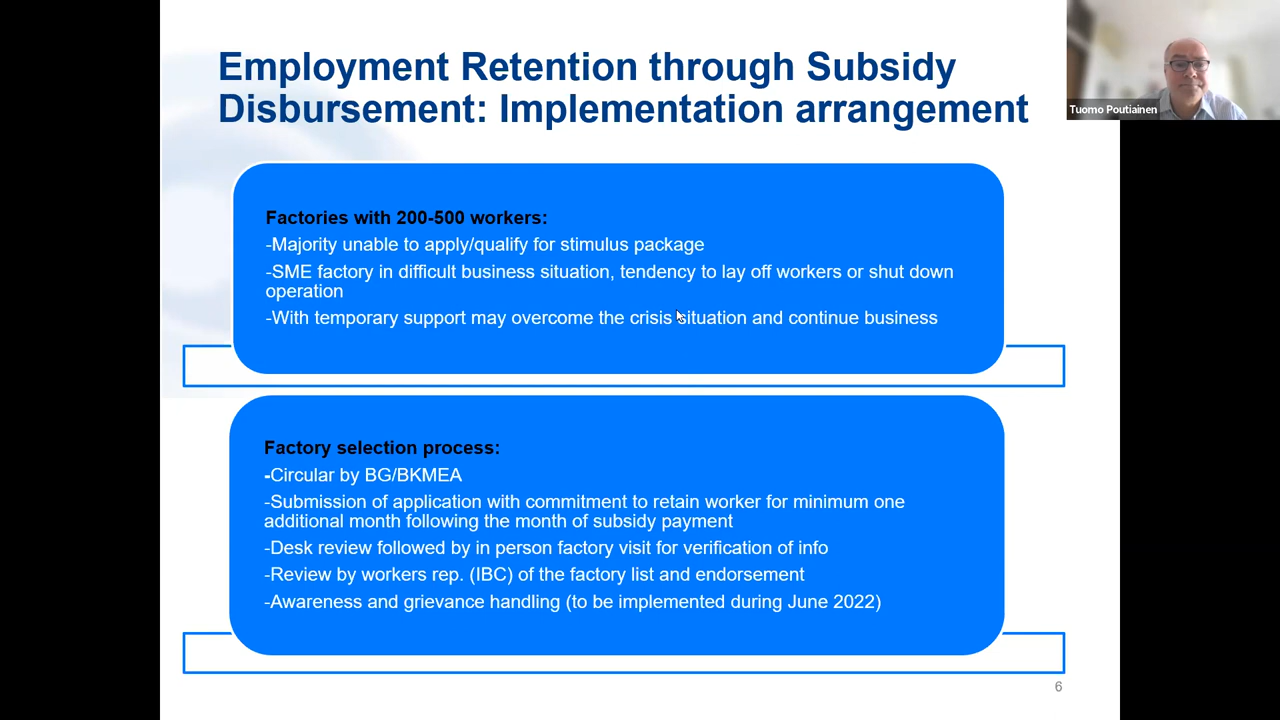 Employment Retention through Subsidy
Disbursement: Implementation arrangement
Tuomo Poutiainen
Factories with 200-500 workers:
-Majority unable to apply/qualify for stimulus package
-SME factory in difficult business situation, tendency to lay off workers or shut down
operation
-With temporary support may overcome the crisis situation and continue business
Factory selection process:
-Circular by BG/BKMEA
-Submission of application with commitment to retain worker for minimum one
additional month following the month of subsidy payment
-Desk review followed by in person factory visit for verification of info
-Review by workers rep. (IBC) of the factory list and endorsement
-Awareness and grievance handling (to be implemented during June 2022)
6